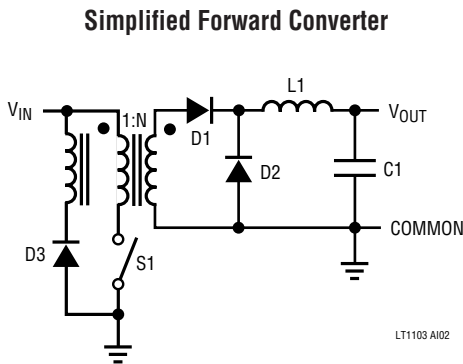 Simplified Forward Converter
L1
VIN
1:N
VOUT
D1
D2
C1
COMMON
D3
S1
LT1103 AI02